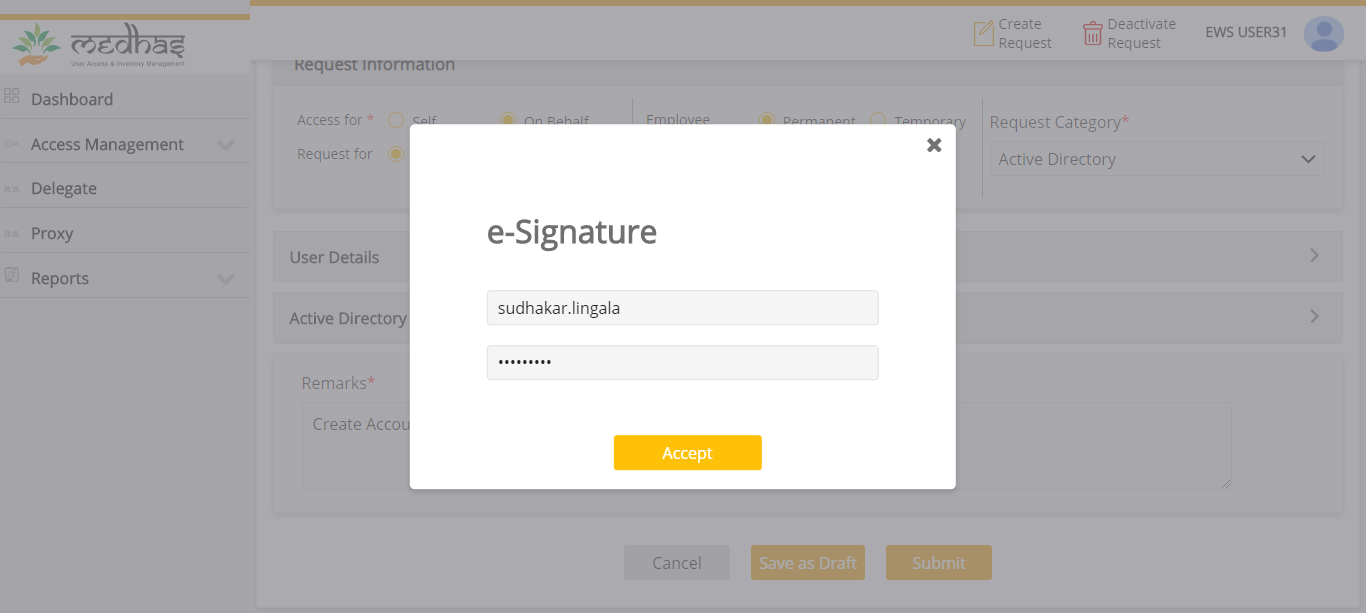 medhas
User Access & Inventory Management
Create
Request
Deactivate
Request
EWS USER31
Dashboard
Access Management
Delegate
Proxy
Reports
Request Information
Access for * Self On Behalf
Employee Permanent Temporary
Request Category*
Request for
Active Directory
User Details
Active Directory
Remarks*
Create Accou
e-Signature
sudhakar.lingala
•••••••••
Accept
Cancel
Save as Draft
Submit